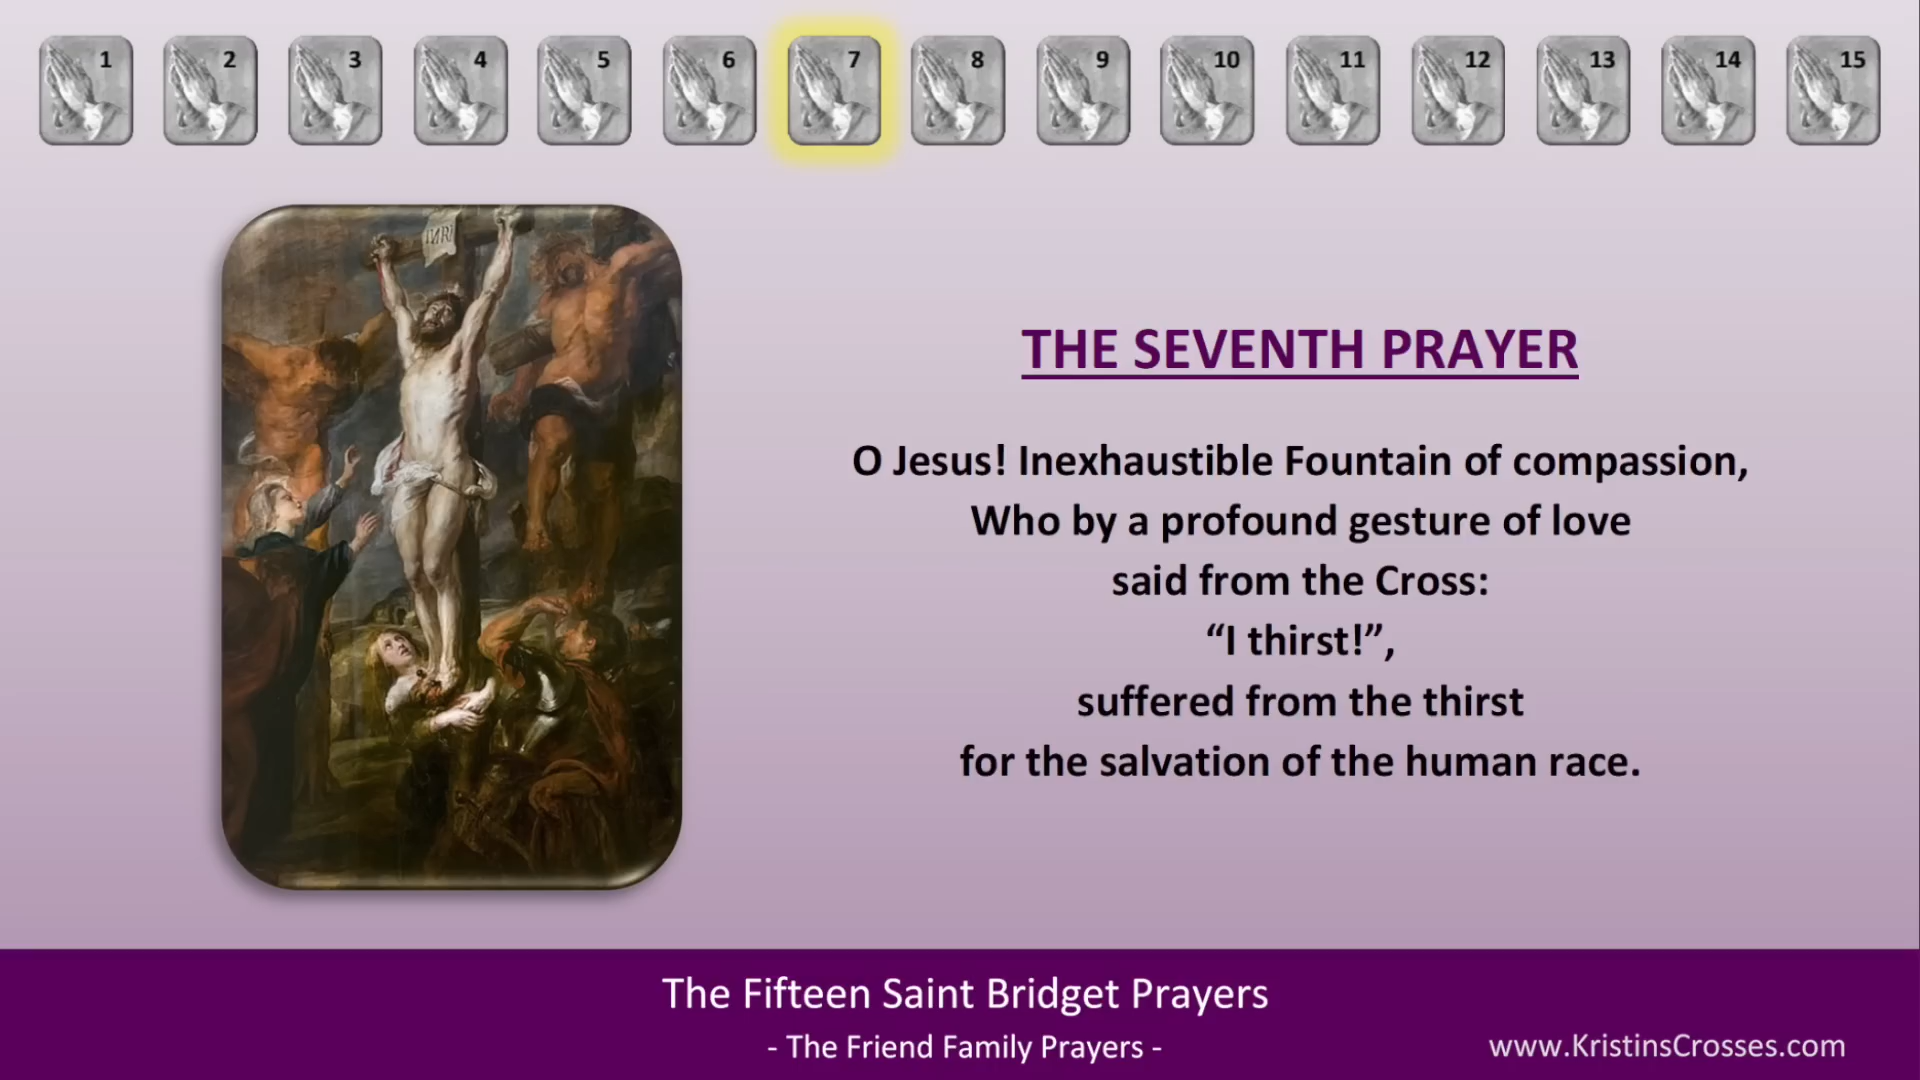 1 2 3 4 5 6 7 8 9 10 11 12 13 14 15
INRI
THE SEVENTH PRAYER
O Jesus! Inexhaustible Fountain of compassion,
Who by a profound gesture of love
said from the Cross:
“I thirst!”,
suffered from the thirst
for the salvation of the human race.
The Fifteen Saint Bridget Prayers
- The Friend Family Prayers -
www.KristinsCrosses.com